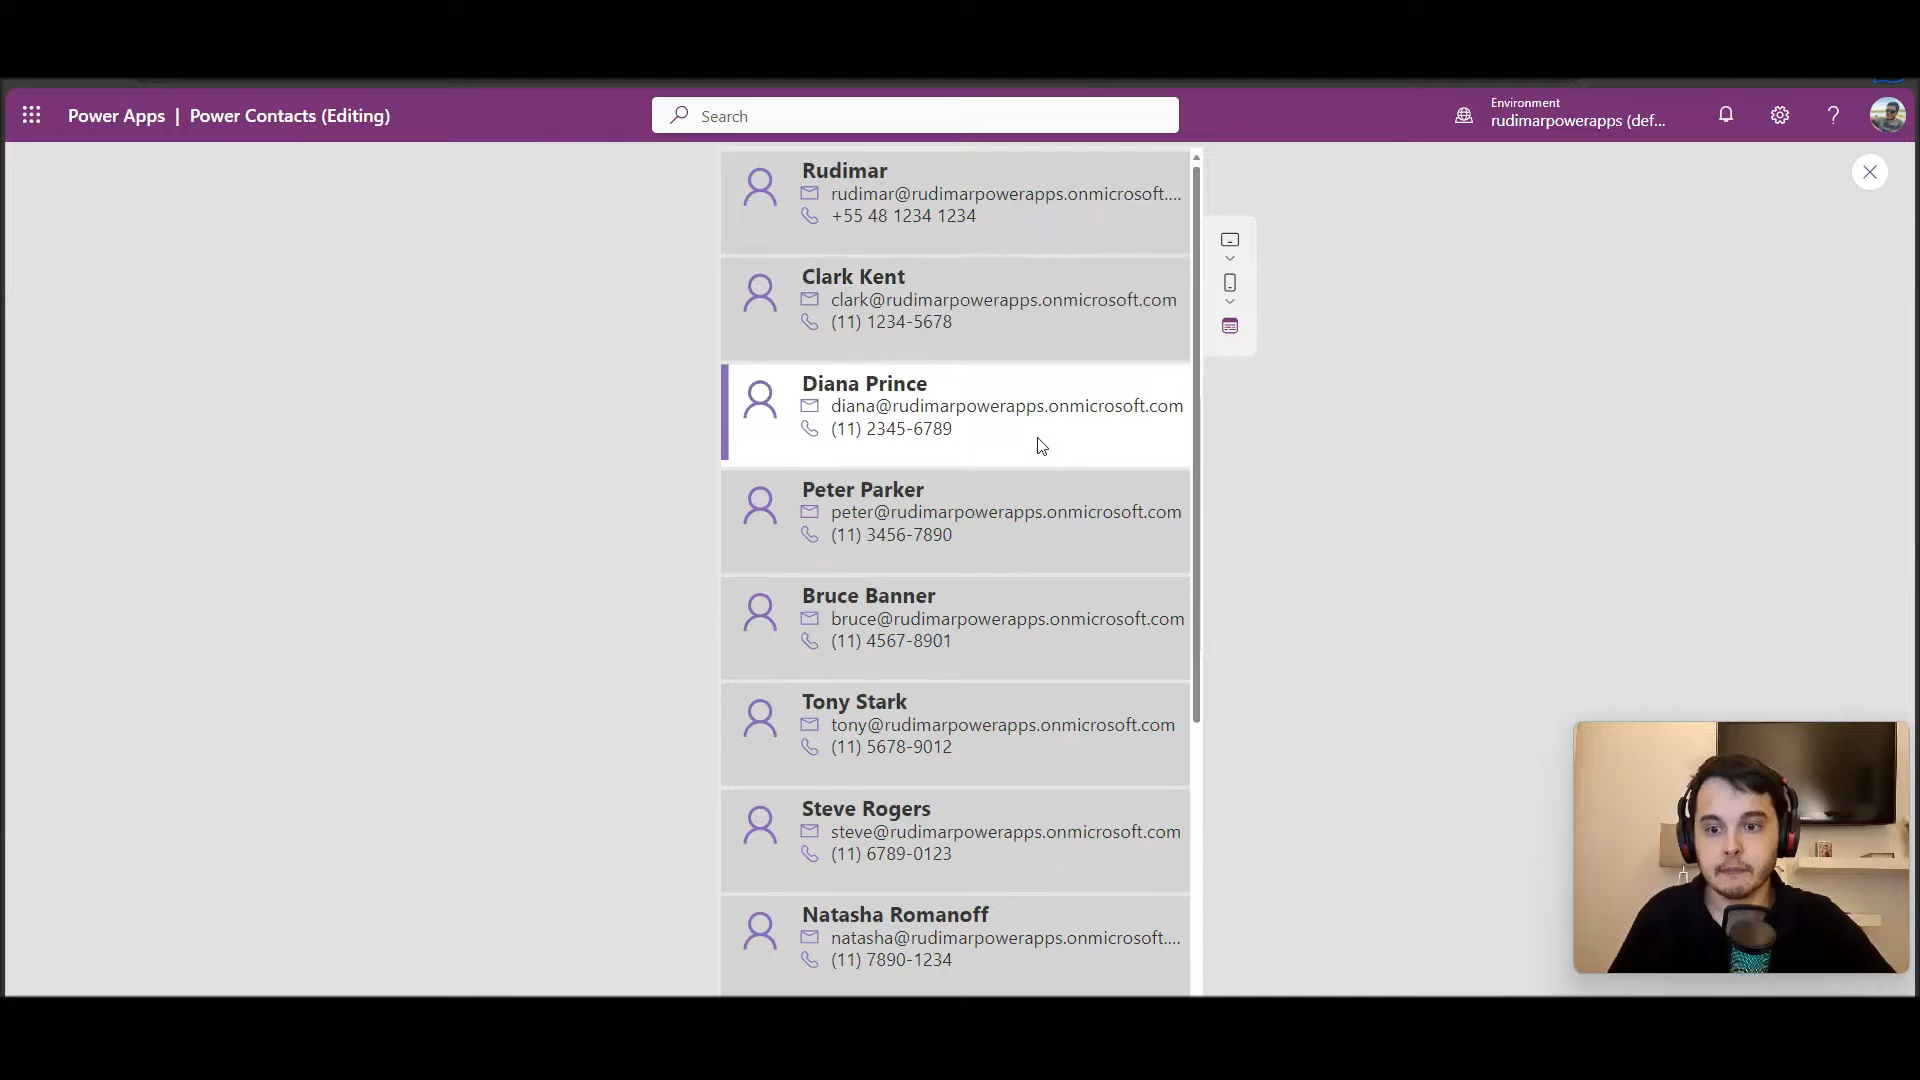 Power Apps | Power Contacts (Editing)
Search
Environment
rudimarpowerapps (def...
Rudimar
rudimar@rudimarpowerapps.onmicrosoft....
+55 48 1234 1234
Clark Kent
clark@rudimarpowerapps.onmicrosoft.com
(11) 1234-5678
Diana Prince
diana@rudimarpowerapps.onmicrosoft.com
(11) 2345-6789
Peter Parker
peter@rudimarpowerapps.onmicrosoft.com
(11) 3456-7890
Bruce Banner
bruce@rudimarpowerapps.onmicrosoft.com
(11) 4567-8901
Tony Stark
tony@rudimarpowerapps.onmicrosoft.com
(11) 5678-9012
Steve Rogers
steve@rudimarpowerapps.onmicrosoft.com
(11) 6789-0123
Natasha Romanoff
natasha@rudimarpowerapps.onmicrosoft....
(11) 7890-1234